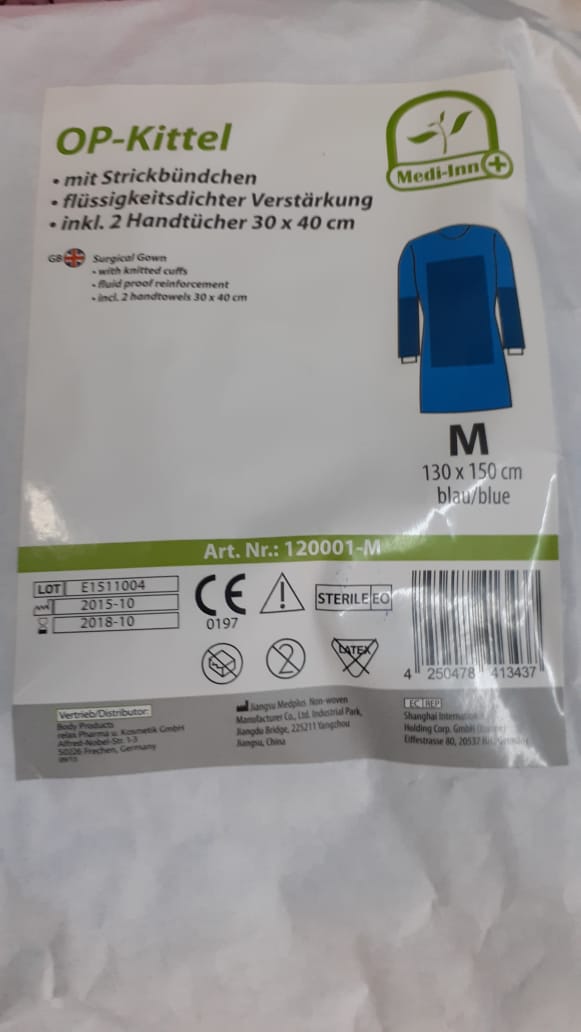 OP-Kittel
• mit Strickbündchen
• flüssigkeitsdichter Verstärkung
• inkl. 2 Handtücher 30 x 40 cm
Medi-Inn
GB Surgical Gown
- with knitted cuffs
- fluid proof reinforcement
- incl. 2 handtowels 30 x 40 cm
M
130 x 150 cm
blau/blue
Art. Nr.: 120001-M
LOT E1511004
2015-10
2018-10
CE
0197
STERILE EO
2
LATEX
4 250478 413437
Vertrieb/Distributor:
Body Products
relax Pharma u. Kosmetik GmbH
Alfred-Nobel-Str. 1-3
50226 Frechen, Germany
09/15
Jiangsu Medplus Non-woven
Manufacturer Co., Ltd. Industrial Park,
Jiangdu Bridge, 225211 Yangzhou
Jiangsu, China
EC REP
Shanghai International
Holding Corp. GmbH
Eiffestrasse 80, 20537